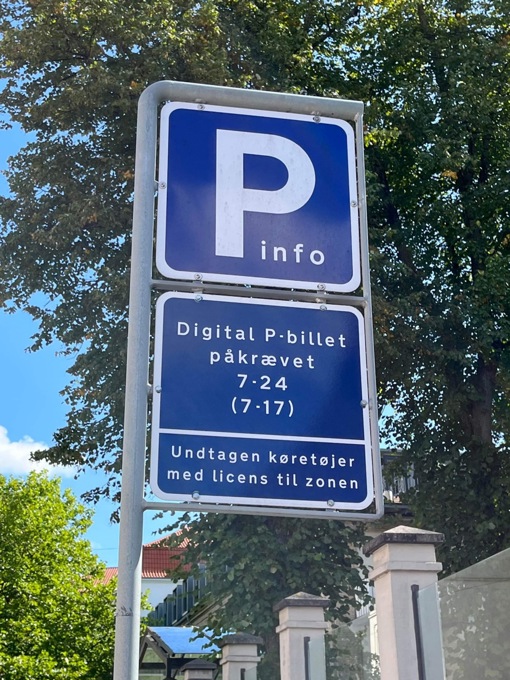 P
info
Digital P-billet
påkrævet
7-24
(7-17)
Undtagen køretøjer
med licens til zonen